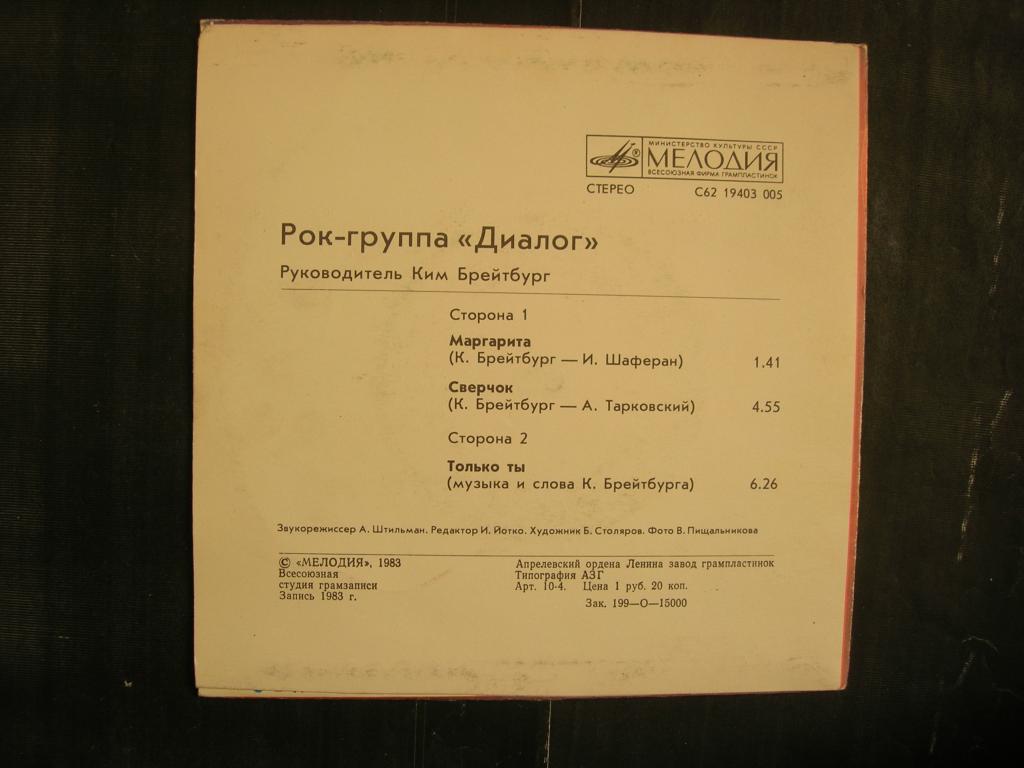 МИНИСТЕРСТВО КУЛЬТУРЫ СССР
® МЕЛОДИЯ
ВСЕСОЮЗНАЯ ФИРМА ГРАМПЛАСТИНОК
СТЕРЕО С62 19403 005
Рок-группа «Диалог»
Руководитель Ким Брейтбург
Сторона 1
Маргарита
(К. Брейтбург — И. Шаферан) 1.41
Сверчок
(К. Брейтбург — А. Тарковский) 4.55
Сторона 2
Только ты
(музыка и слова К. Брейтбурга) 6.26
Звукорежиссер А. Штильман. Редактор И. Йотко. Художник Б. Столяров. Фото В. Пищальникова
© «МЕЛОДИЯ», 1983
Всесоюзная
студия грамзаписи
Запись 1983 г.
Апрелевский ордена Ленина завод грампластинок
Типография АЗГ
Арт. 10-4. Цена 1 руб. 20 коп.
Зак. 199—О—15000